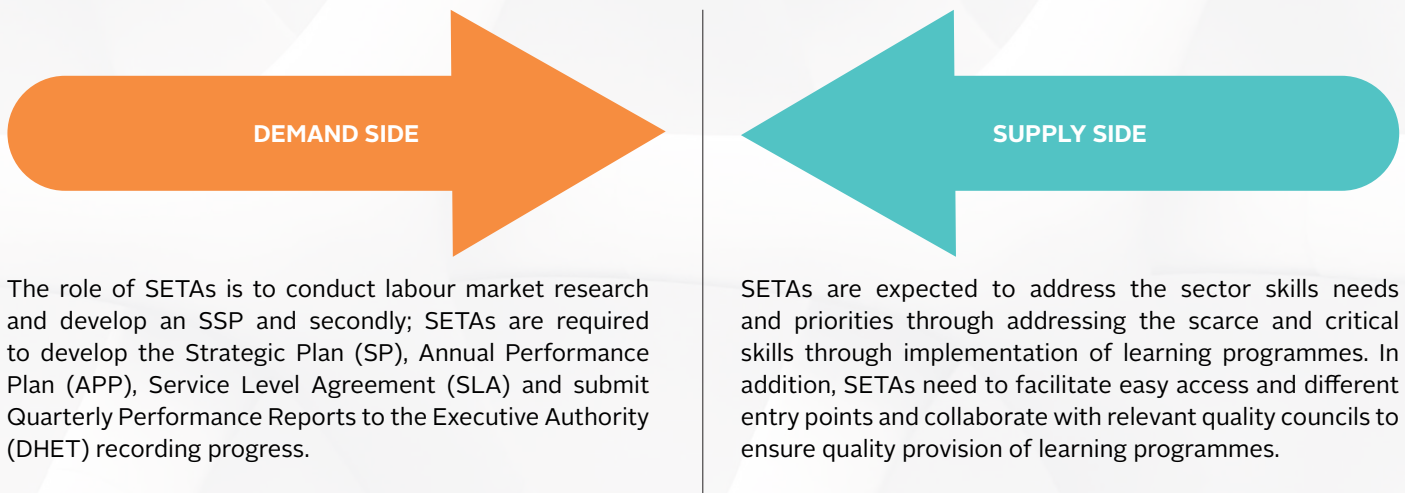 DEMAND SIDE
The role of SETAs is to conduct labour market research
and develop an SSP and secondly; SETAs are required
to develop the Strategic Plan (SP), Annual Performance
Plan (APP), Service Level Agreement (SLA) and submit
Quarterly Performance Reports to the Executive Authority
(DHET) recording progress.
SUPPLY SIDE
SETAs are expected to address the sector skills needs
and priorities through addressing the scarce and critical
skills through implementation of learning programmes. In
addition, SETAs need to facilitate easy access and different
entry points and collaborate with relevant quality councils to
ensure quality provision of learning programmes.